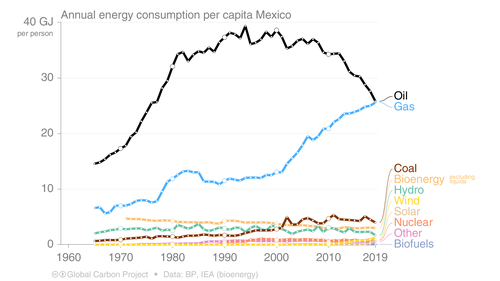 Annual energy consumption per capita Mexico
40 GJ
per person
30
20
10
0
1960
1970
1980
1990
2000
2010
2019
Oil
Gas
Coal
Bioenergy excluding liquids
Hydro
Wind
Solar
Nuclear
Other
Biofuels
Global Carbon Project • Data: BP, IEA (bioenergy)